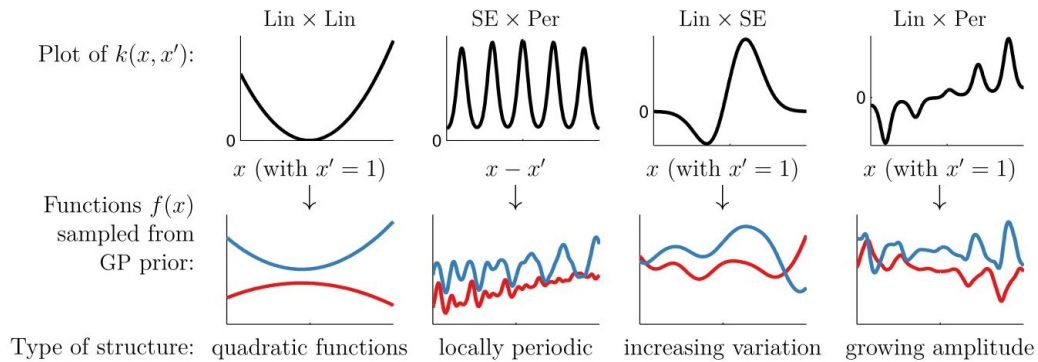 Lin × Lin SE × Per Lin × SE Lin × Per
Plot of k(x, x′):
0 0 0 0
x (with x′ = 1) x − x′ x (with x′ = 1) x (with x′ = 1)
↓ ↓ ↓ ↓
Functions f(x)
sampled from
GP prior:
Type of structure: quadratic functions locally periodic increasing variation growing amplitude